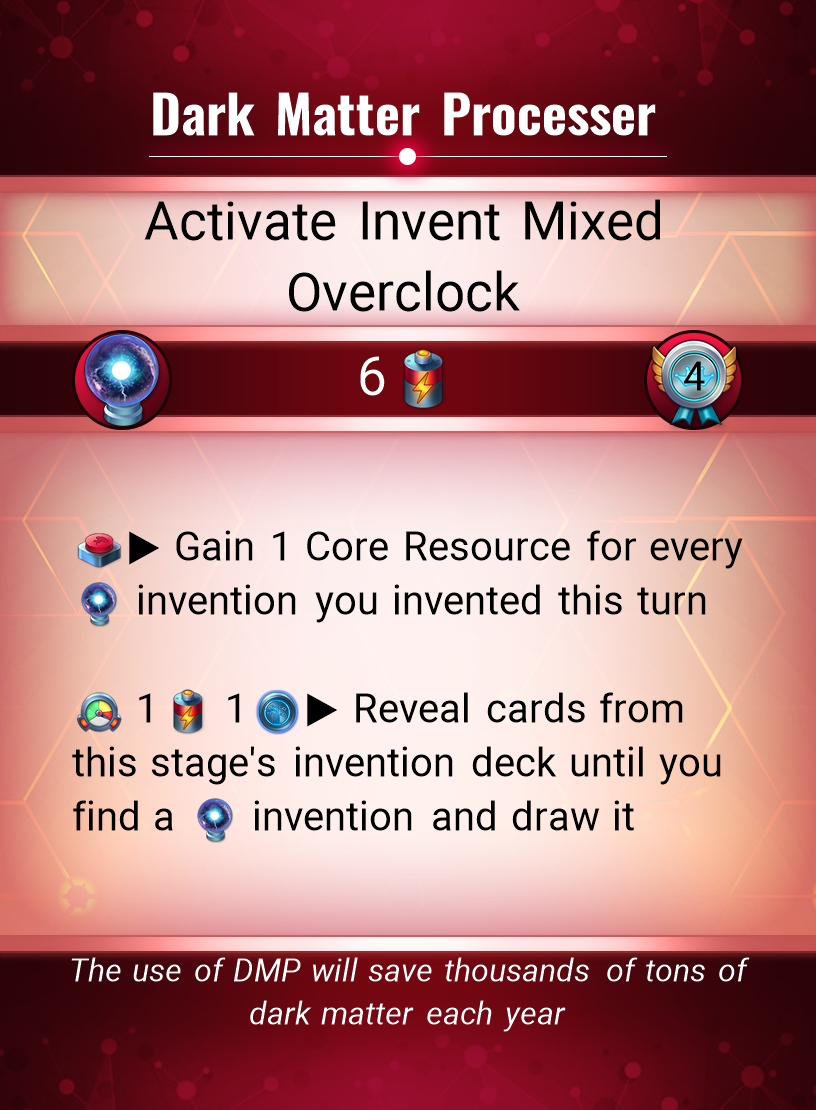 Dark Matter Processer
Activate Invent Mixed
Overclock
6
4
Gain 1 Core Resource for every
invention you invented this turn
1 1 Reveal cards from
this stage's invention deck until you
find a invention and draw it
The use of DMP will save thousands of tons of
dark matter each year